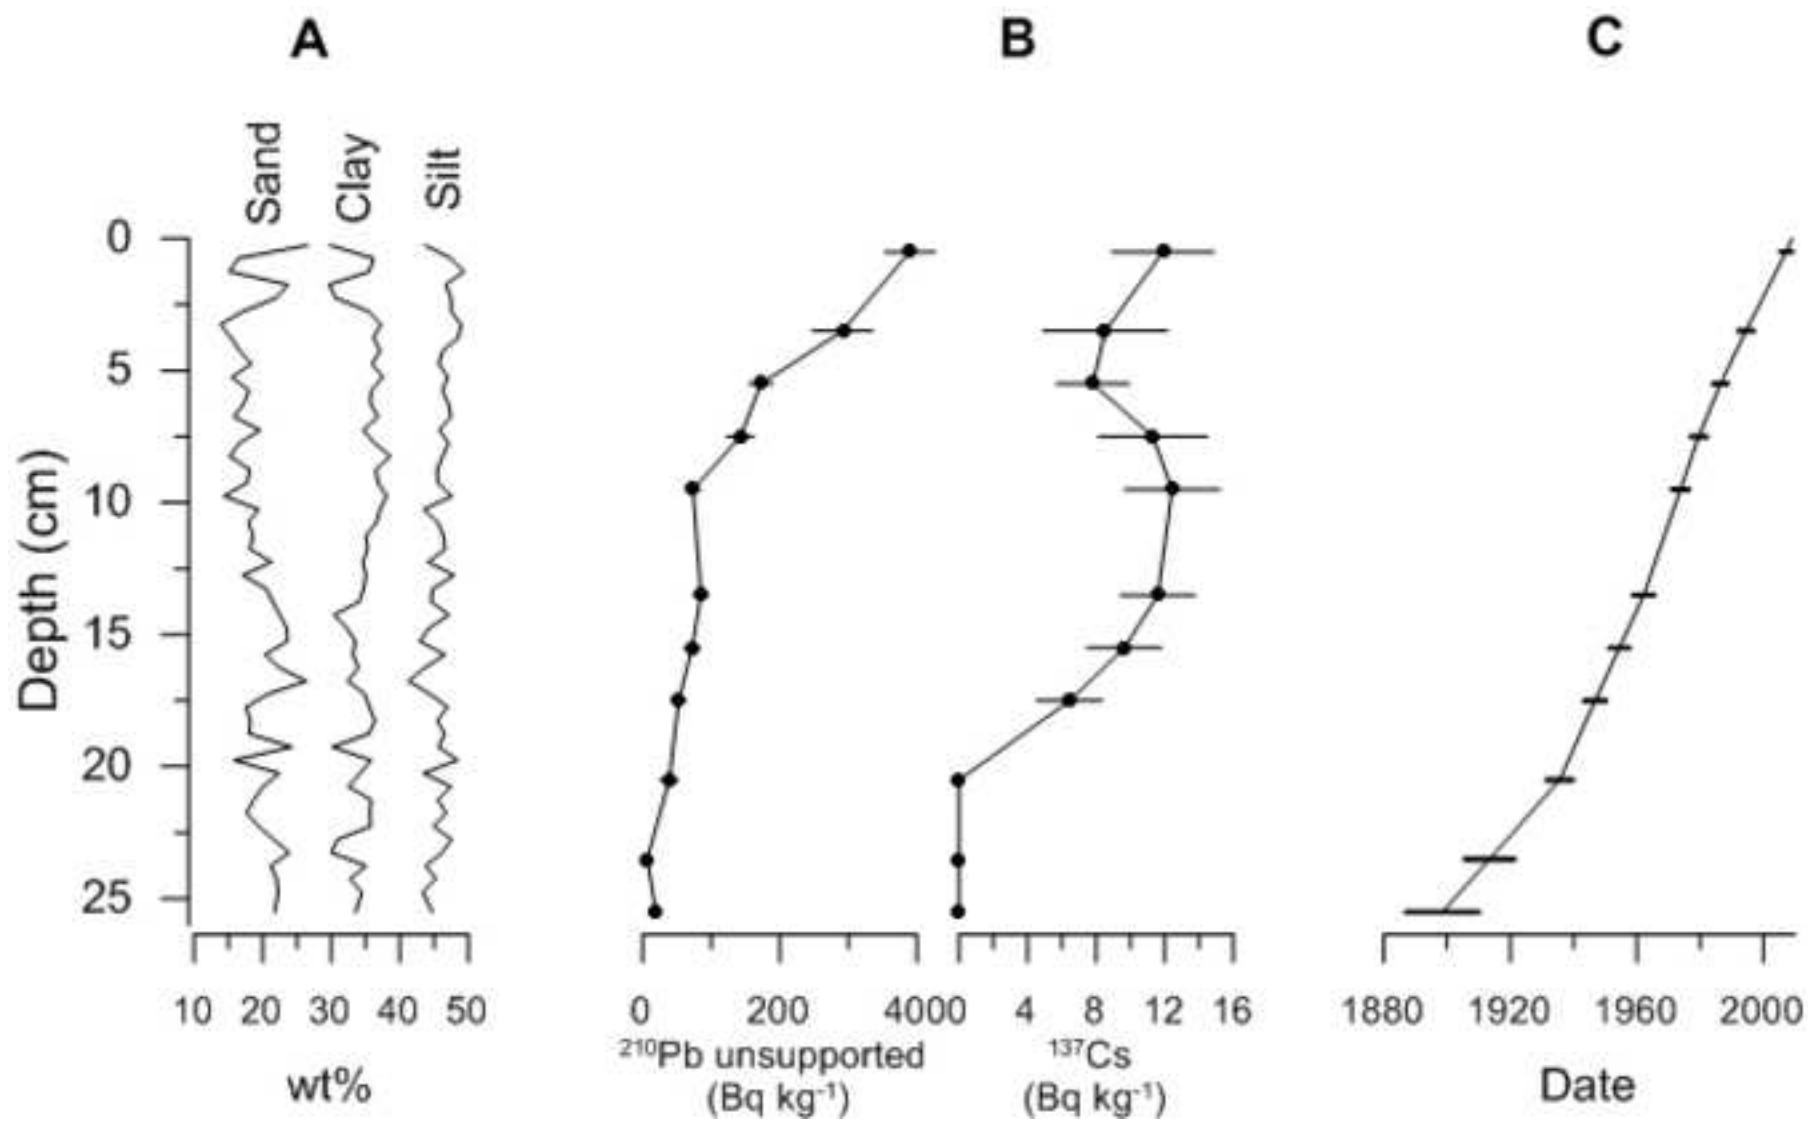 A
B
C
Sand
Clay
Silt
Depth (cm)
0
5
10
15
20
25
10 20 30 40 50
0 200 400
0 4 8 12 16
1880 1920 1960 2000
wt%
²¹⁰Pb unsupported
(Bq kg⁻¹)
¹³⁷Cs
(Bq kg⁻¹)
Date